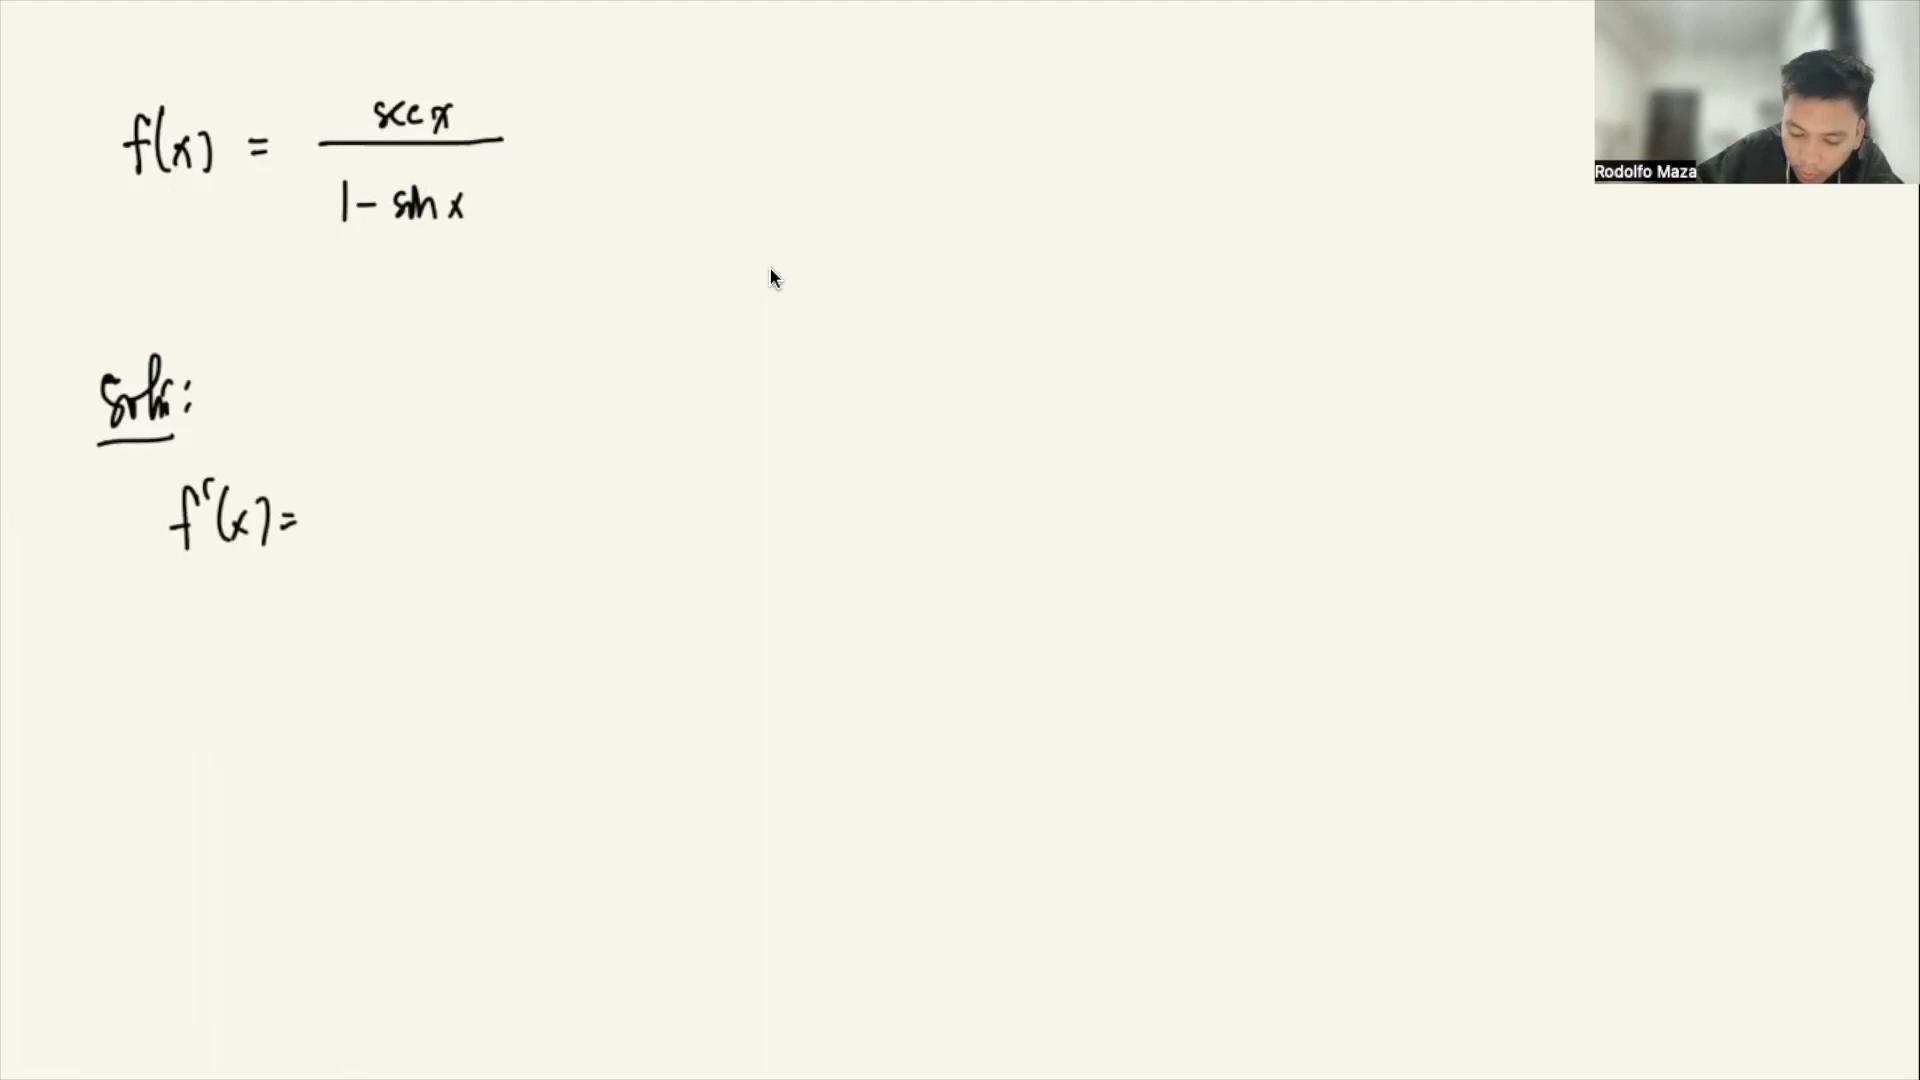 f(x) = sec x
1 - sin x
Rodolfo Maza
Soln:
f'(x) =